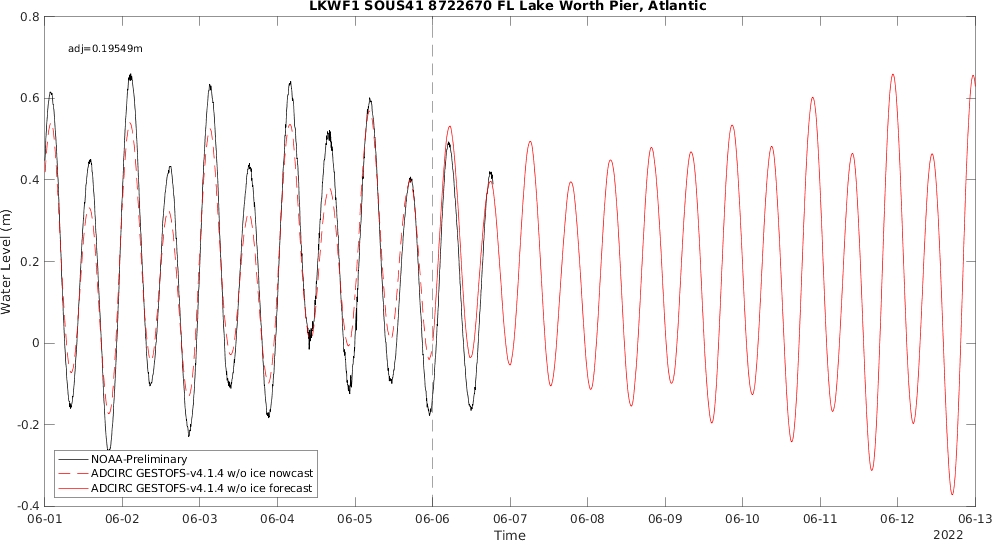 LKWF1 SOUS41 8722670 FL Lake Worth Pier, Atlantic
0.8
adj=0.19549m
0.6
0.4
0.2
0
-0.2
-0.4
Water Level (m)
NOAA-Preliminary
ADCIRC GESTOFS-v4.1.4 w/o ice nowcast
ADCIRC GESTOFS-v4.1.4 w/o ice forecast
06-01 06-02 06-03 06-04 06-05 06-06 06-07 06-08 06-09 06-10 06-11 06-12 06-13
Time
2022